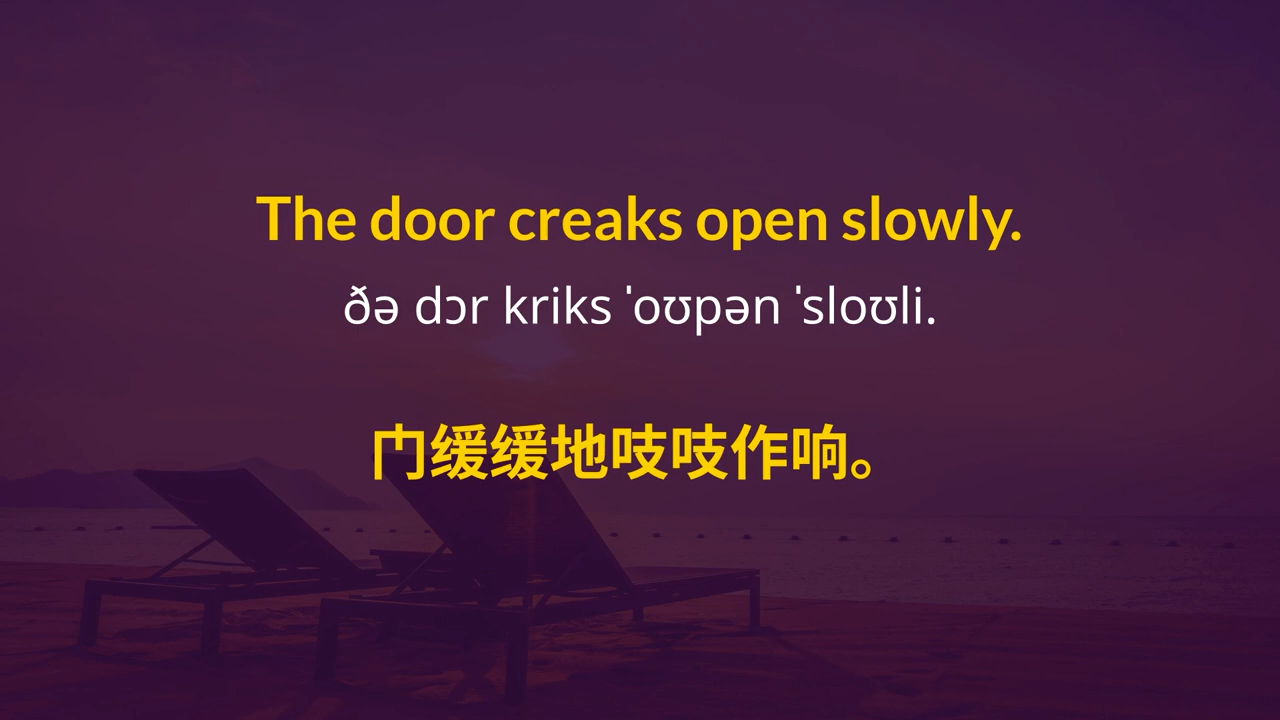 The door creaks open slowly.
ðə dɔr kriks ˈoʊpən ˈsloʊli.
门缓缓地吱吱作响。